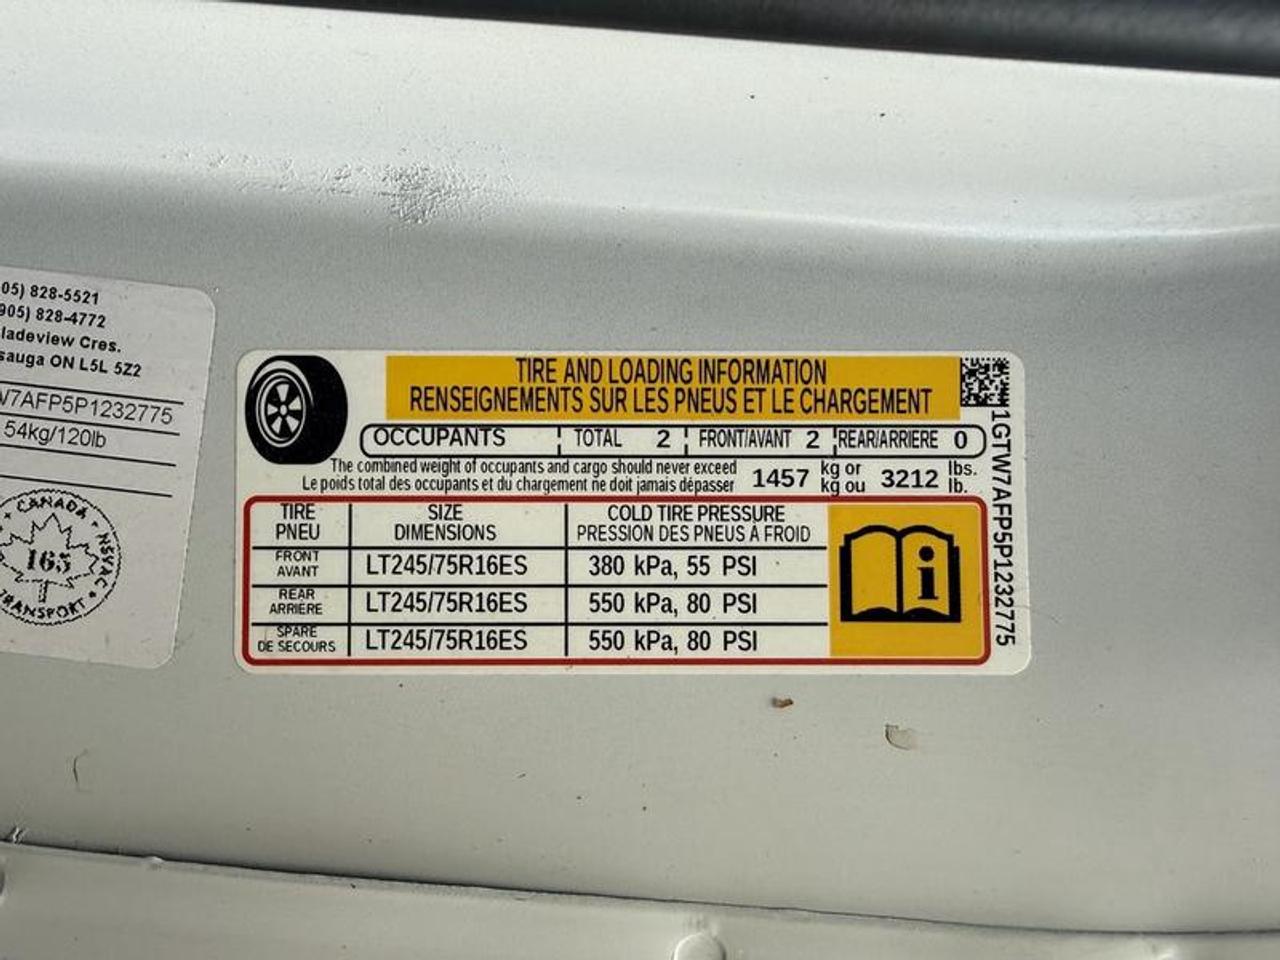 05) 828-5521
905) 828-4772
ladeview Cres.
sauga ON L5L 5Z2
7AFP5P1232775
54kg/120lb
CANADA
NSVAC
165
TRANSPORT
TIRE AND LOADING INFORMATION
RENSEIGNEMENTS SUR LES PNEUS ET LE CHARGEMENT
OCCUPANTS TOTAL 2 FRONT/AVANT 2 REAR/ARRIÈRE 0
The combined weight of occupants and cargo should never exceed 1457 kg or 3212 lbs.
Le poids total des occupants et du chargement ne doit jamais dépasser kg ou lb.
TIRE SIZE COLD TIRE PRESSURE
PNEU DIMENSIONS PRESSION DES PNEUS À FROID
FRONT
AVANT LT245/75R16ES 380 kPa, 55 PSI
REAR
ARRIÈRE LT245/75R16ES 550 kPa, 80 PSI
SPARE
DE SECOURS LT245/75R16ES 550 kPa, 80 PSI
1GTW7AFP5P1232775